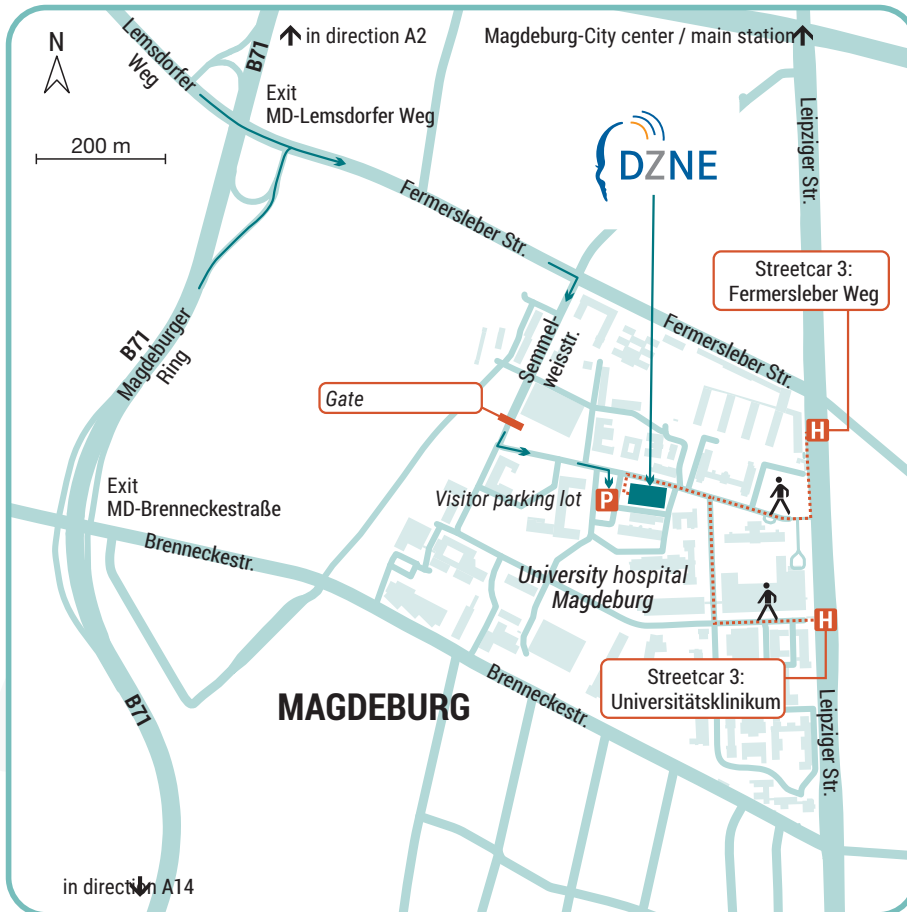 N
200 m
Lemsdorfer
Weg
B71
in direction A2
Magdeburg-City center / main station
Exit
MD-Lemsdorfer Weg
DZNE
Leipziger Str.
Fermersleber Str.
Streetcar 3:
Fermersleber Weg
Fermersleber Str.
Semmel-
weisstr.
B71
Magdeburger
Ring
Gate
H
Exit
MD-Brenneckestraße
Visitor parking lot
P
Brenneckestr.
University hospital
Magdeburg
H
Streetcar 3:
Universitätsklinikum
Brenneckestr.
MAGDEBURG
B71
Leipziger Str.
in direction A14